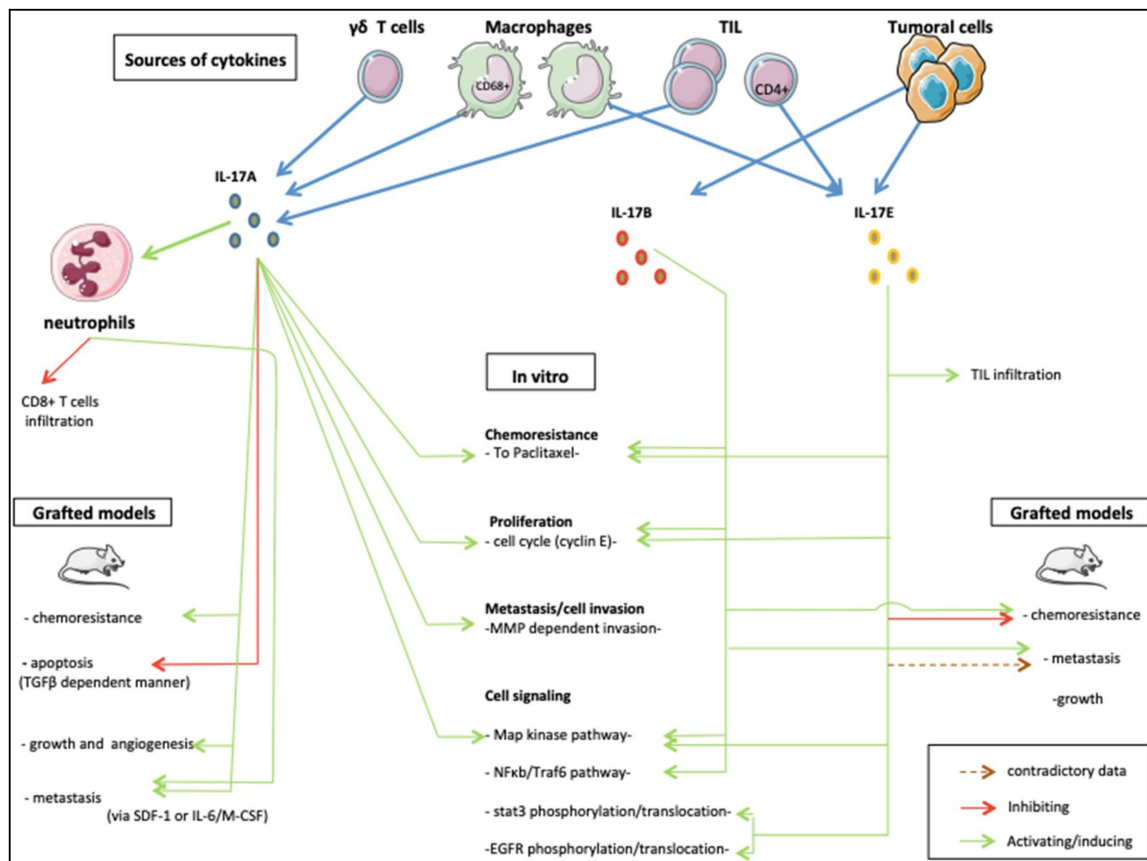 Sources of cytokines
γδ T cells
Macrophages
TIL
Tumoral cells
CD68+
CD4+
IL-17A
IL-17B
IL-17E
neutrophils
CD8+ T cells
infiltration
In vitro
TIL infiltration
Chemoresistance
- To Paclitaxel-
Proliferation
- cell cycle (cyclin E)-
Metastasis/cell invasion
-MMP dependent invasion-
Cell signaling
- Map kinase pathway-
- NFκb/Traf6 pathway-
- stat3 phosphorylation/translocation-
-EGFR phosphorylation/translocation-
Grafted models
- chemoresistance
- apoptosis
(TGFβ dependent manner)
- growth and angiogenesis
- metastasis
(via SDF-1 or IL-6/M-CSF)
Grafted models
- chemoresistance
- metastasis
-growth
contradictory data
Inhibiting
Activating/inducing